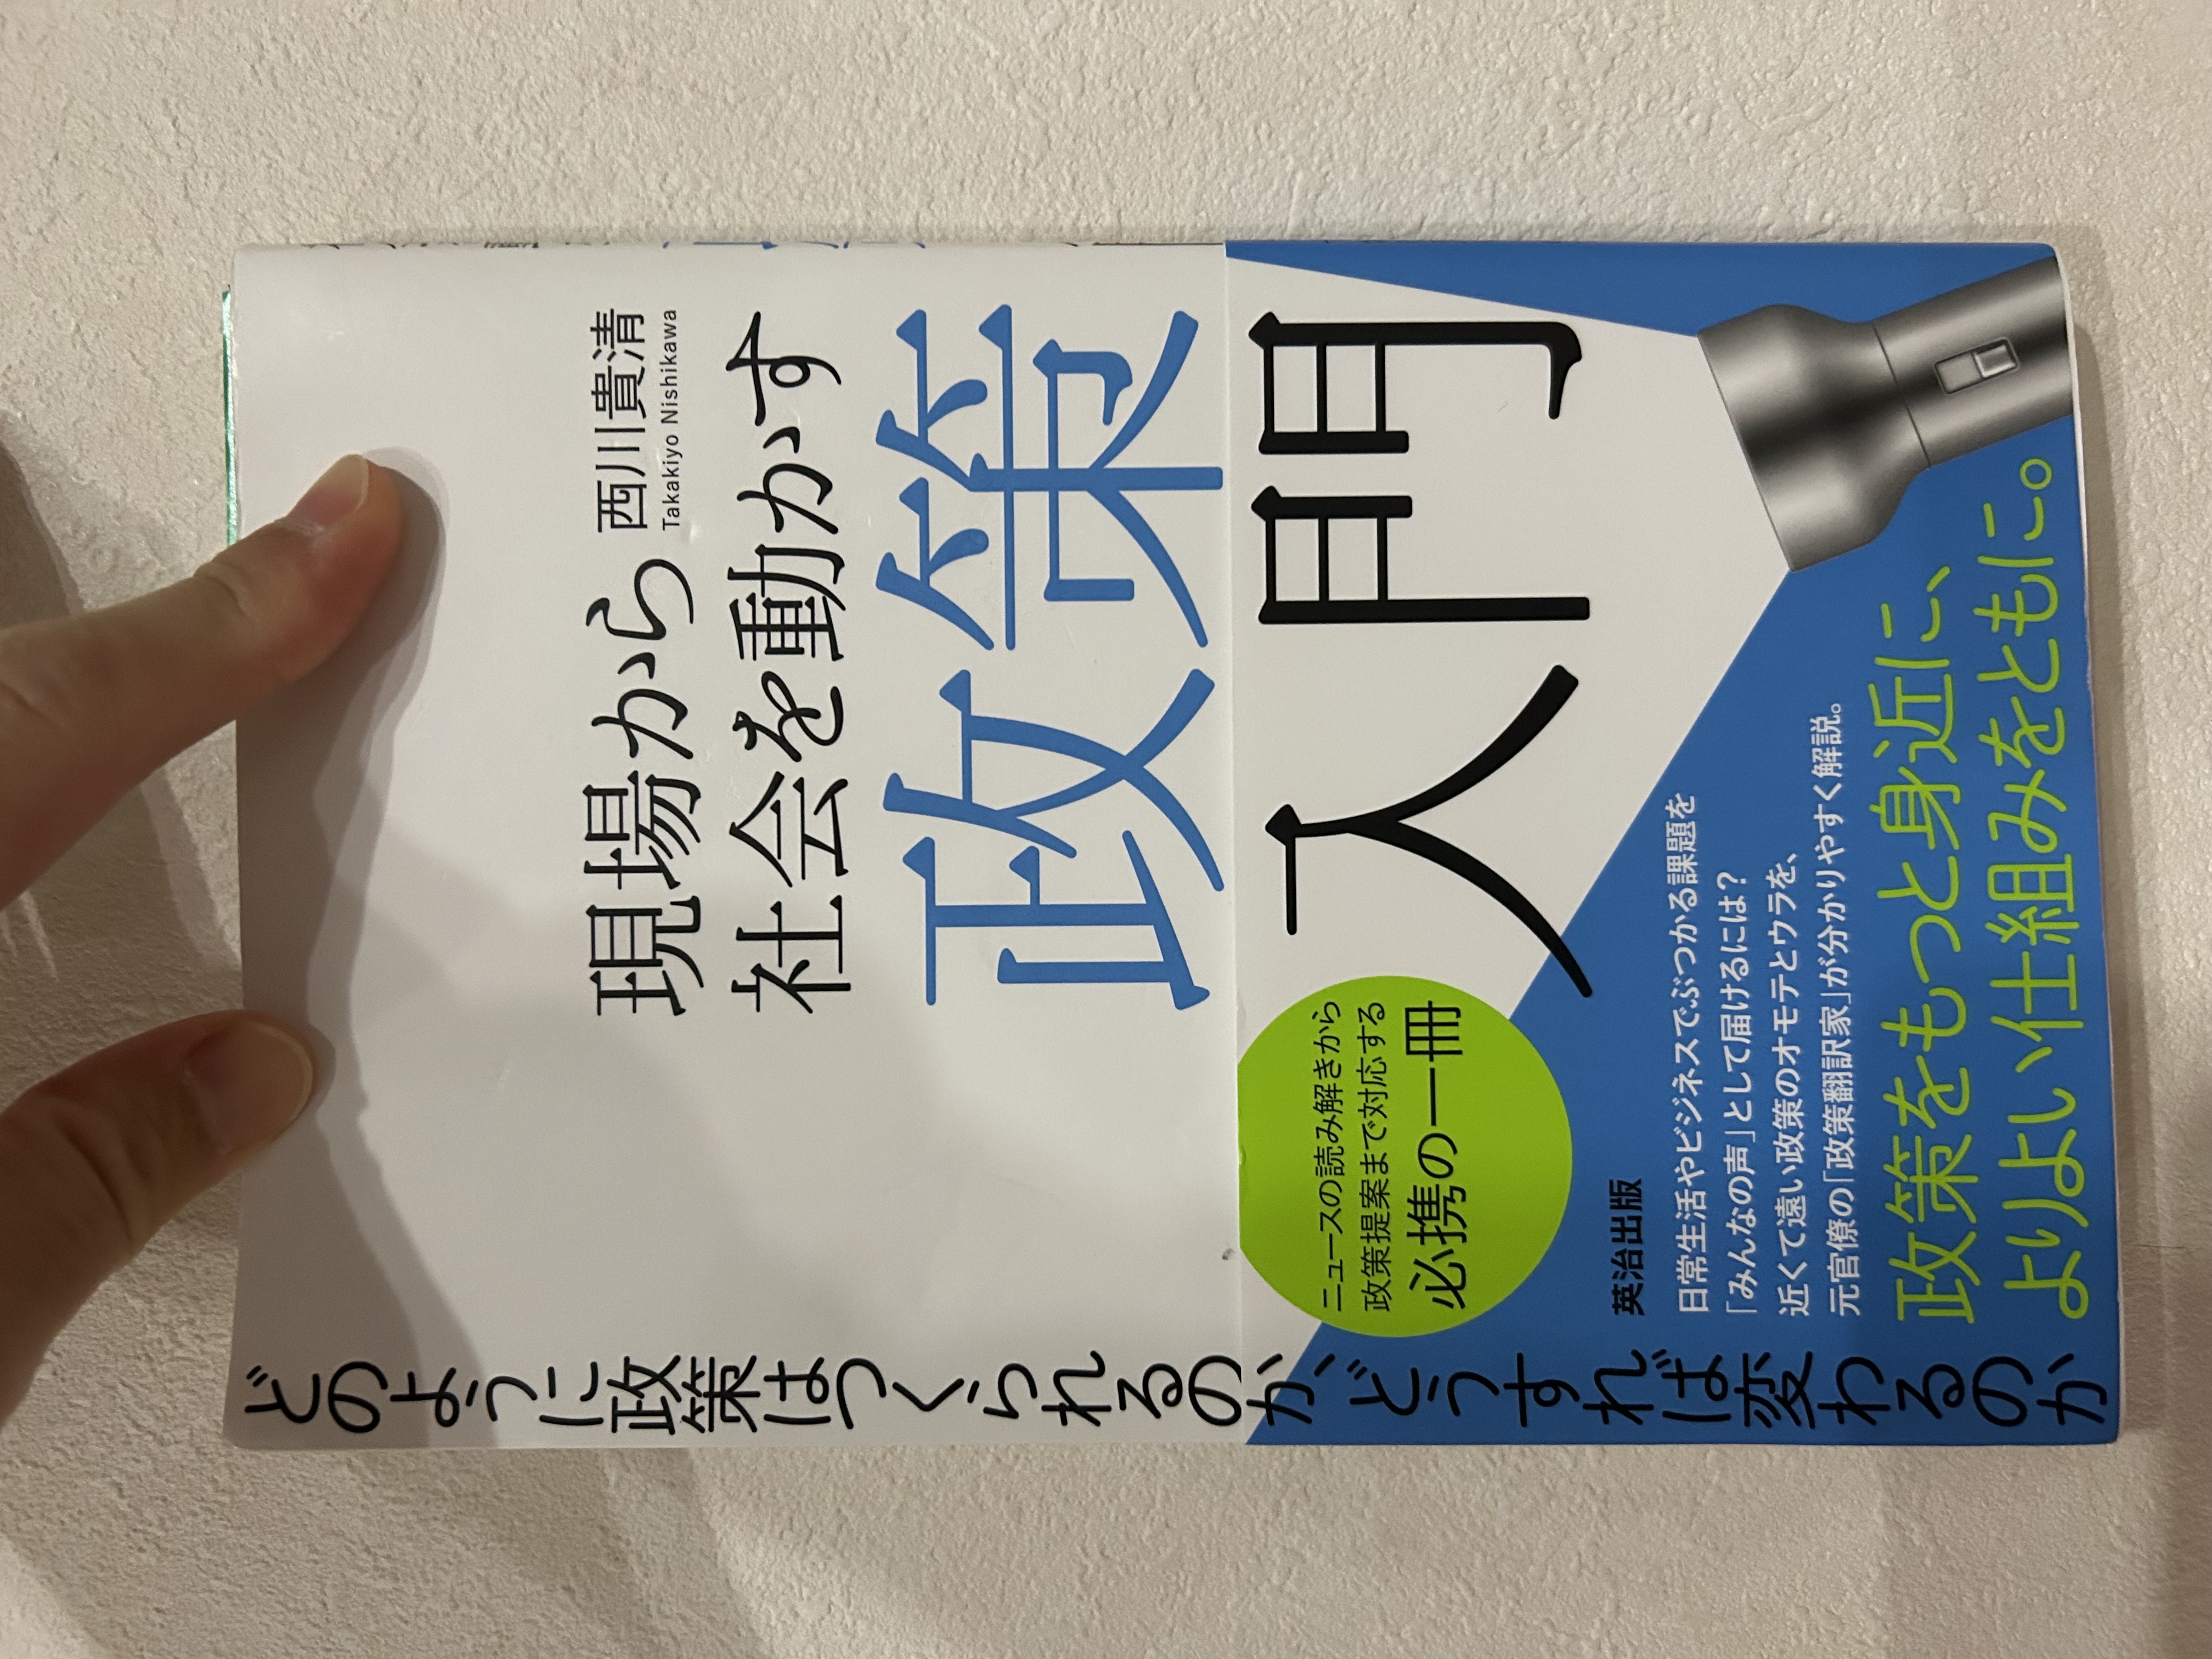 どのように政策はつくられるのか、どうすれば変わるのか
現場から
社会を動かす
西川貴清
Takakiyo Nishikawa
政策
入門
ニュースの読み解きから
政策提案まで対応する
必携の一冊
英治出版
日常生活やビジネスでぶつかる課題を
「みんなの声」として届けるには？
近くて遠い政策のオモテとウラを、
元官僚の「政策翻訳家」が分かりやすく解説。
政策をもっと身近に、
よりよい仕組みをともに。